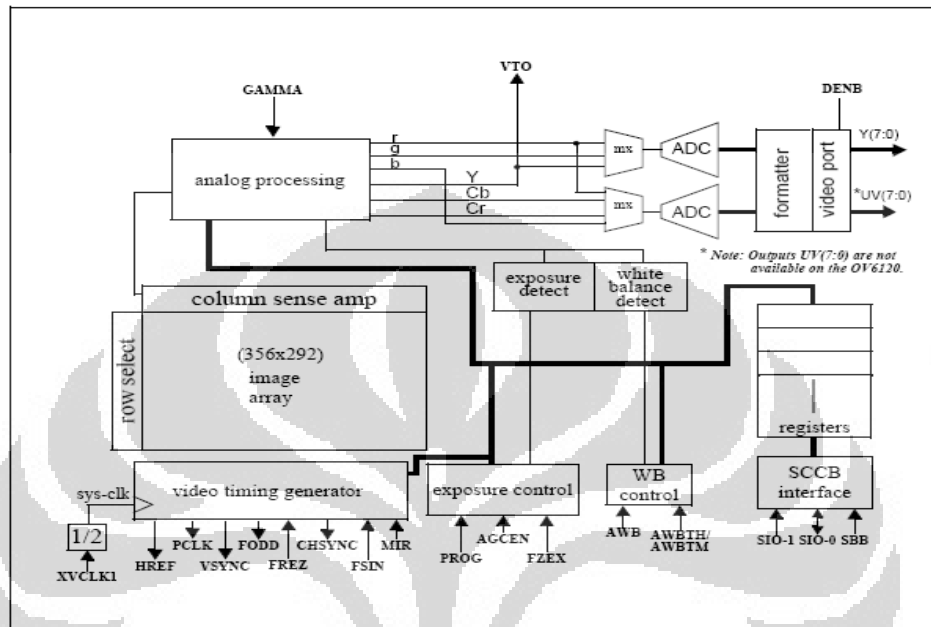 VTO
GAMMA
DENB
r
g
b
Y
Cb
Cr
analog processing
mx
ADC
mx
ADC
formatter
video port
Y(7:0)
*UV(7:0)
* Note: Outputs UV(7:0) are not
available on the OV6120.
exposure
detect
white
balance
detect
column sense amp
row select
(356x292)
image
array
registers
sys-clk
video timing generator
exposure control
WB
control
SCCB
interface
1/2
XVCLK1
HREF
PCLK
VSYNC
FODD
FREZ
CHSYNC
FSIN
MIR
PROG
AGCEN
FZEX
AWB
AWBTH/
AWBTM
SIO-1
SIO-0
SBB